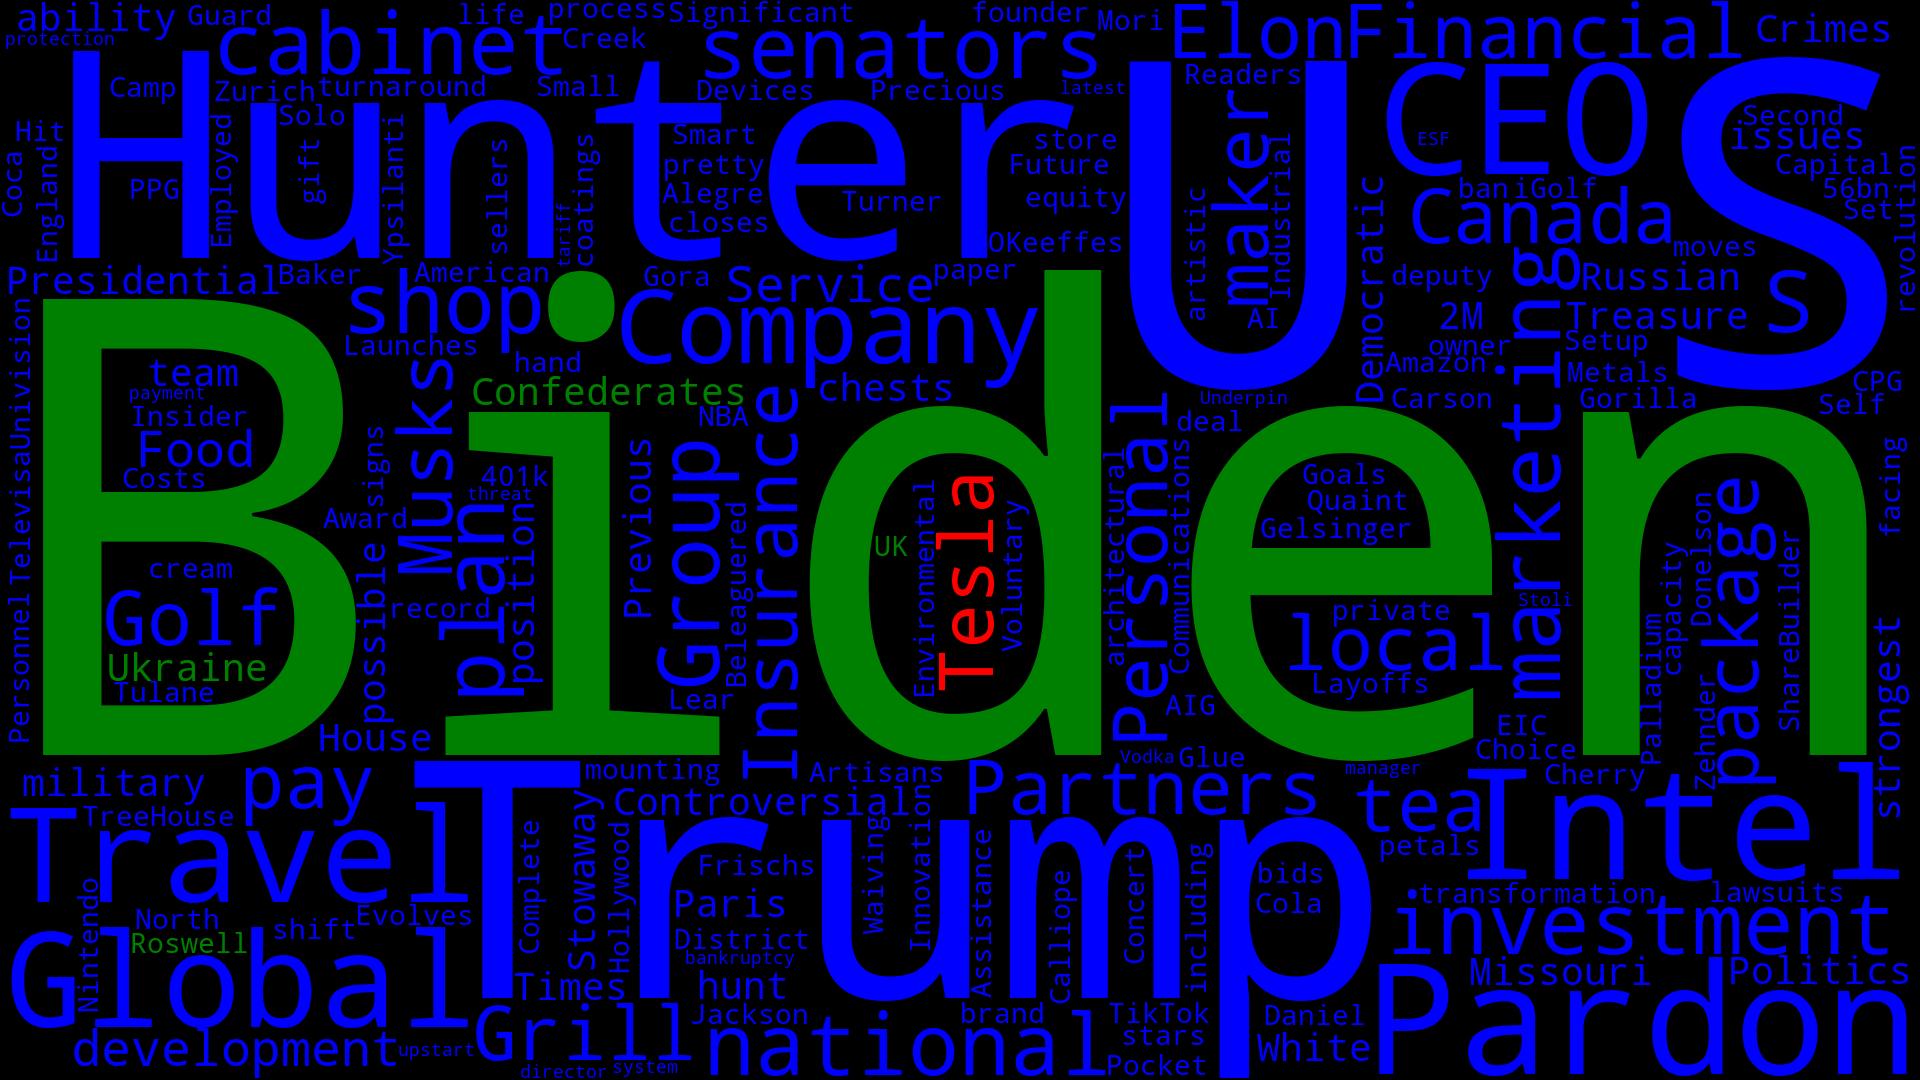 ability Guard cabinet life process Significant senators founder Mori Elon Financial Crimes
protection Creek
Hunter U S CEO
Camp Zurich turnaround Small Devices Precious latest Readers Second
Hit Solo Smart store ESF issues
Coca England PPG Employed gift Ypsilanti sellers tariff coatings pretty Future maker Industrial Capital
Alegre Turner equity artistic Democratic ban iGolf 56bn
closes OKeeffes Canada Set
Presidential Baker American Gora Service paper deputy moves revolution
shop Company AI Russian
Launches 2M Treasure S
hand owner Setup
Biden
team Confederates chests Amazon Metals CPG
payment NBA Underpin Carson Gorilla Self
Insider deal
Food Musks signs Previous Group Insurance Personal marketing
Costs 401k Tesla Goals package facing
threat Quaint
Award plan position Beleaguered UK Environmental Voluntary architectural Communications Gelsinger
Personnel TelevisaUnivision
cream possible Stoli capacity Donelson ShareBuilder
Golf record private
Ukraine local Palladium Zehnder strongest
Tulane Lear AIG Layoffs
House EIC
Choice
military pay mounting Artisans Vodka Glue manager Cherry
Trump
TreeHouse Controversial Partners tea Intel
Travel Complete Stowaway Hollywood Frischs Waiving Innovation Assistance Calliope Concert including petals
bids
Nintendo North Evolves Paris Cola transformation lawsuits
Roswell shift District investment
Global bankruptcy
Times hunt Missouri Politics
Grill Jackson brand TikTok Daniel Pardon
development upstart national stars White
director system Pocket